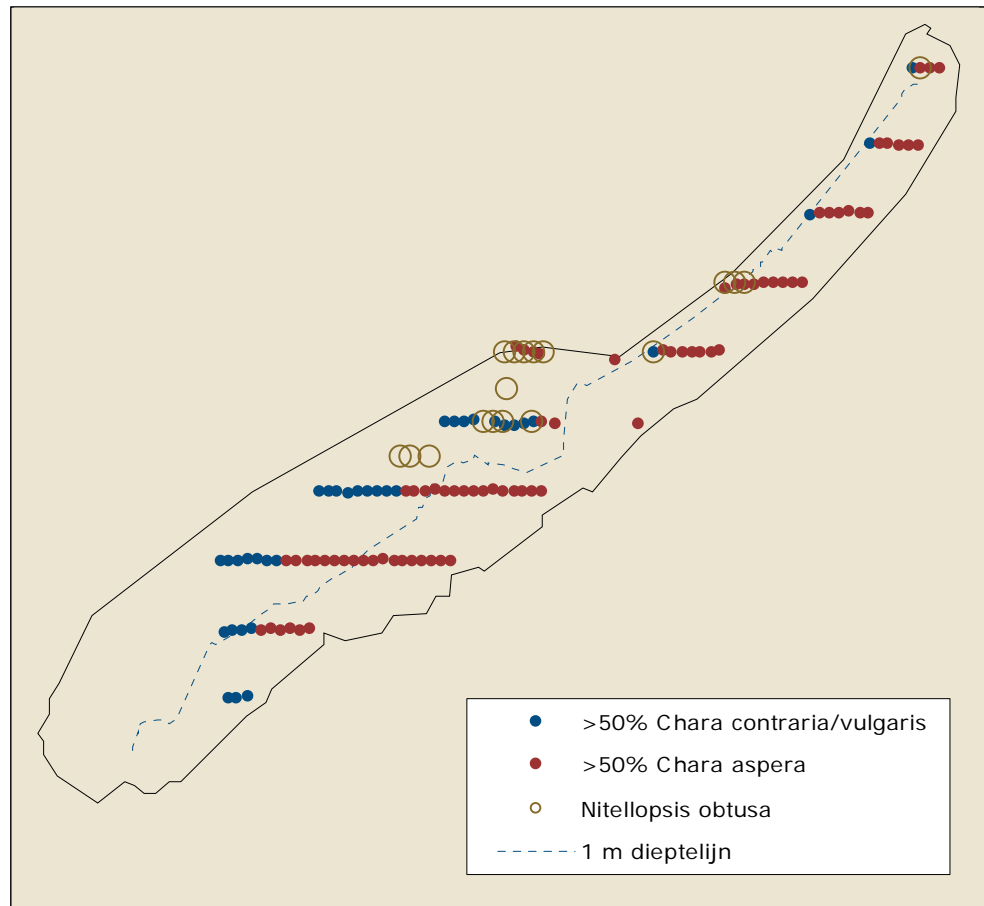 >50% Chara contraria/vulgaris
>50% Chara aspera
Nitellopsis obtusa
1 m dieptelijn